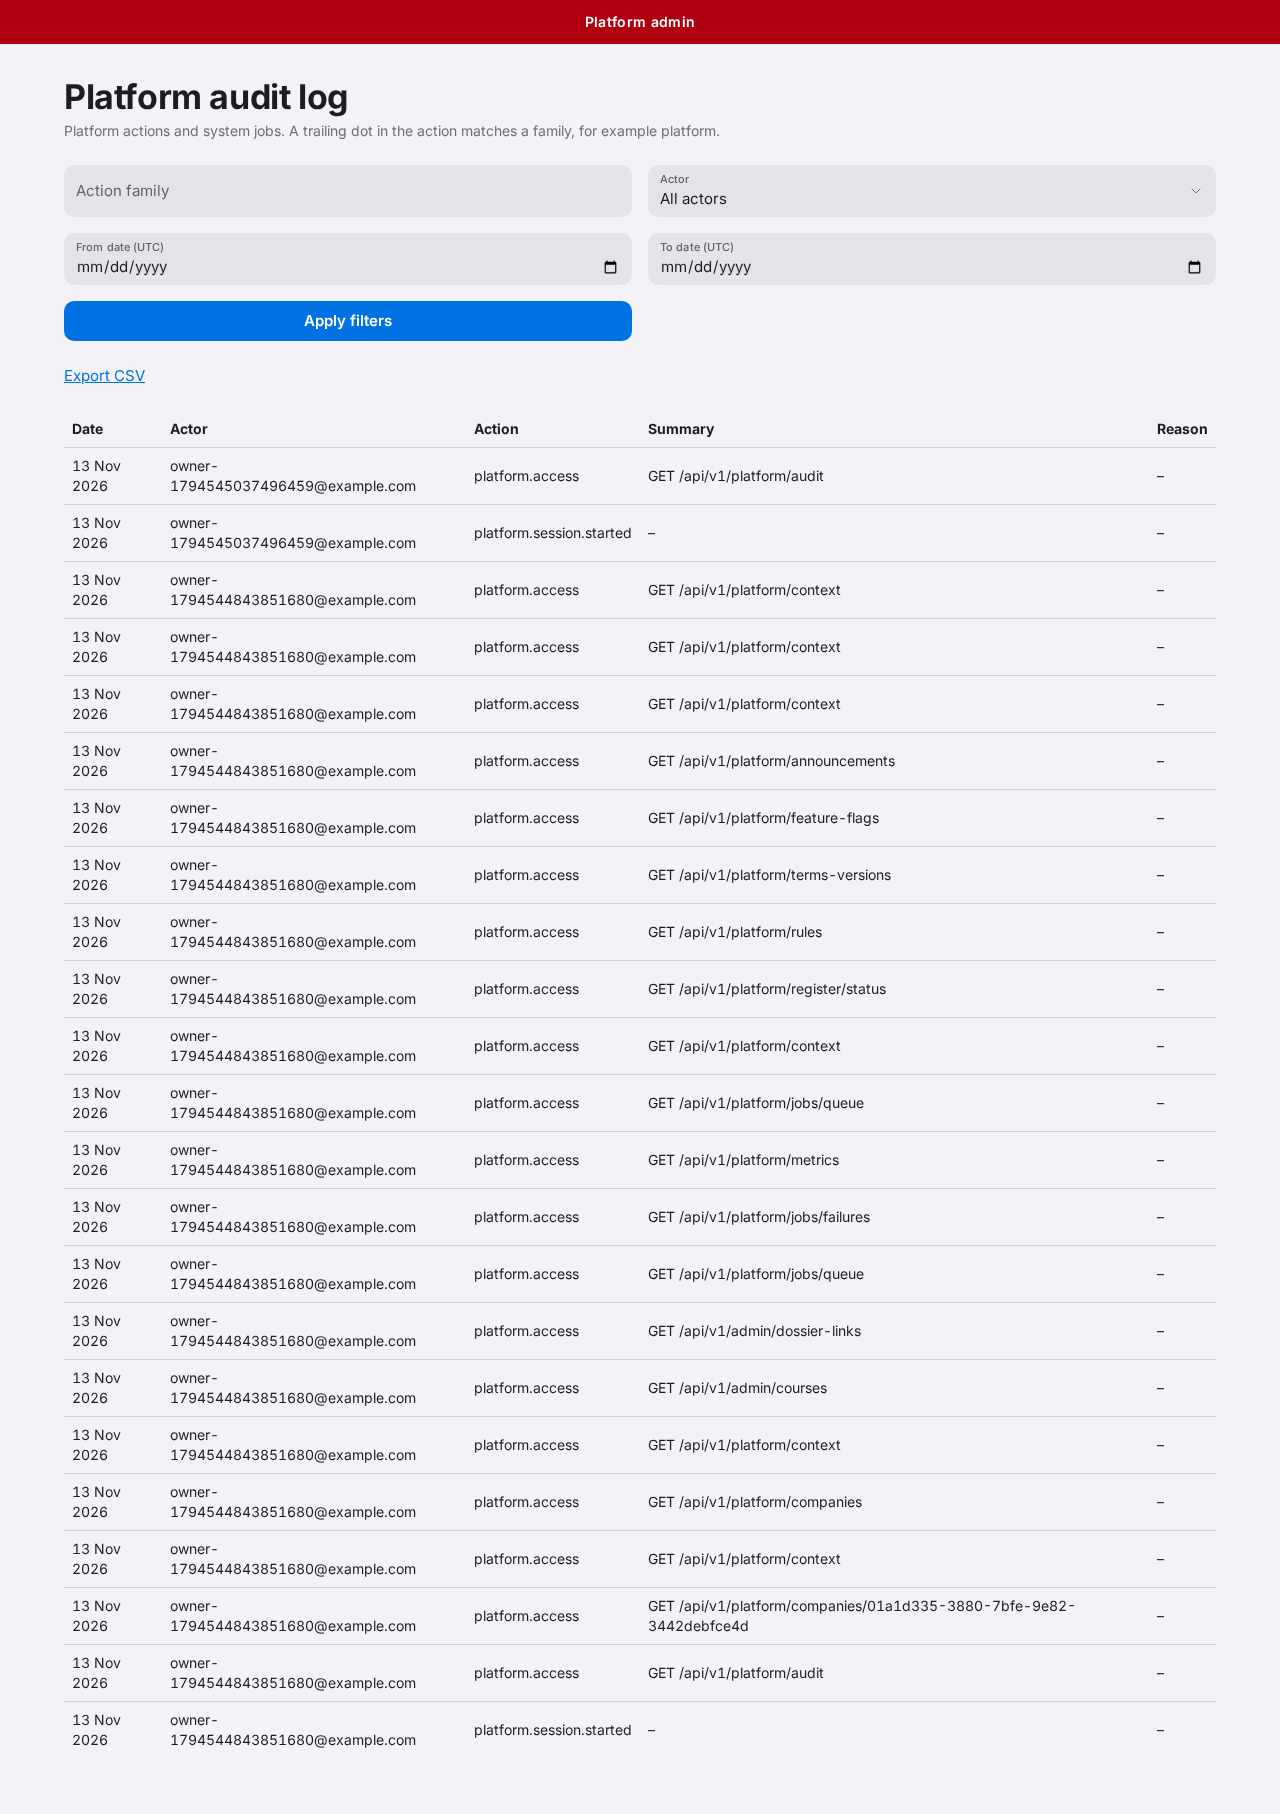 Platform admin
Platform audit log
Platform actions and system jobs. A trailing dot in the action matches a family, for example platform.
Action family
Actor
All actors
From date (UTC)
mm/dd/yyyy
To date (UTC)
mm/dd/yyyy
Apply filters
Export CSV
Date Actor Action Summary Reason
13 Nov 2026 owner-1794545037496459@example.com platform.access GET /api/v1/platform/audit –
13 Nov 2026 owner-1794545037496459@example.com platform.session.started – –
13 Nov 2026 owner-1794544843851680@example.com platform.access GET /api/v1/platform/context –
13 Nov 2026 owner-1794544843851680@example.com platform.access GET /api/v1/platform/context –
13 Nov 2026 owner-1794544843851680@example.com platform.access GET /api/v1/platform/context –
13 Nov 2026 owner-1794544843851680@example.com platform.access GET /api/v1/platform/announcements –
13 Nov 2026 owner-1794544843851680@example.com platform.access GET /api/v1/platform/feature-flags –
13 Nov 2026 owner-1794544843851680@example.com platform.access GET /api/v1/platform/terms-versions –
13 Nov 2026 owner-1794544843851680@example.com platform.access GET /api/v1/platform/rules –
13 Nov 2026 owner-1794544843851680@example.com platform.access GET /api/v1/platform/register/status –
13 Nov 2026 owner-1794544843851680@example.com platform.access GET /api/v1/platform/context –
13 Nov 2026 owner-1794544843851680@example.com platform.access GET /api/v1/platform/jobs/queue –
13 Nov 2026 owner-1794544843851680@example.com platform.access GET /api/v1/platform/metrics –
13 Nov 2026 owner-1794544843851680@example.com platform.access GET /api/v1/platform/jobs/failures –
13 Nov 2026 owner-1794544843851680@example.com platform.access GET /api/v1/platform/jobs/queue –
13 Nov 2026 owner-1794544843851680@example.com platform.access GET /api/v1/admin/dossier-links –
13 Nov 2026 owner-1794544843851680@example.com platform.access GET /api/v1/admin/courses –
13 Nov 2026 owner-1794544843851680@example.com platform.access GET /api/v1/platform/context –
13 Nov 2026 owner-1794544843851680@example.com platform.access GET /api/v1/platform/companies –
13 Nov 2026 owner-1794544843851680@example.com platform.access GET /api/v1/platform/context –
13 Nov 2026 owner-1794544843851680@example.com platform.access GET /api/v1/platform/companies/01a1d335-3880-7bfe-9e82-3442debfce4d –
13 Nov 2026 owner-1794544843851680@example.com platform.access GET /api/v1/platform/audit –
13 Nov 2026 owner-1794544843851680@example.com platform.session.started – –